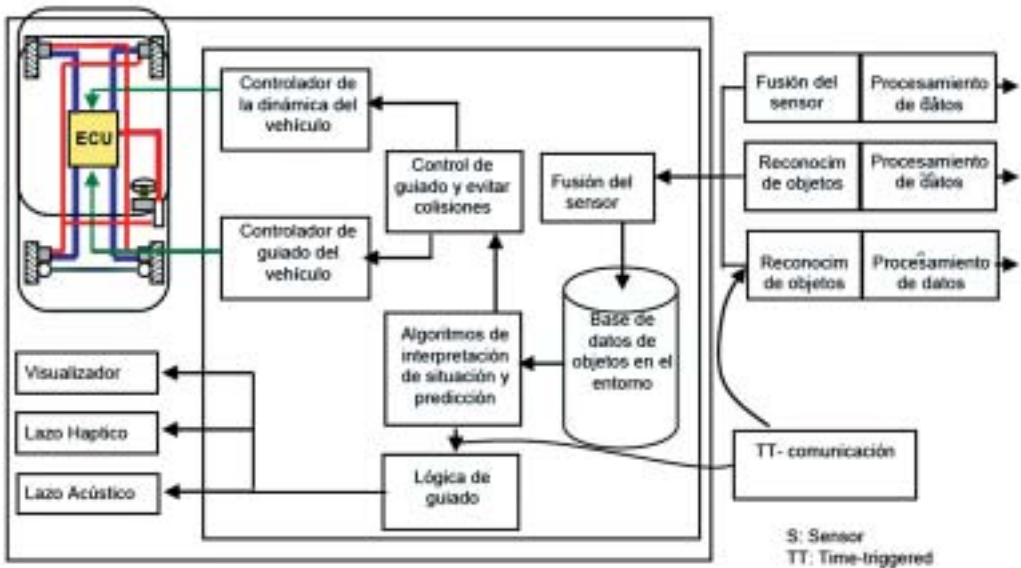 ECU
Controlador de
la dinámica del
vehículo
Controlador de
guiado del
vehículo
Control de
guiado y evitar
colisiones
Fusión del
sensor
Base de
datos de
objetos en el
entorno
Algoritmos de
interpretación
de situación y
predicción
Lógica de
guiado
Visualizador
Lazo Haptico
Lazo Acústico
Fusión del
sensor
Procesamiento
de datos
Reconocim
de objetos
Procesamiento
de datos
Reconocim
de objetos
Procesamiento
de datos
TT- comunicación
S: Sensor
TT: Time-triggered